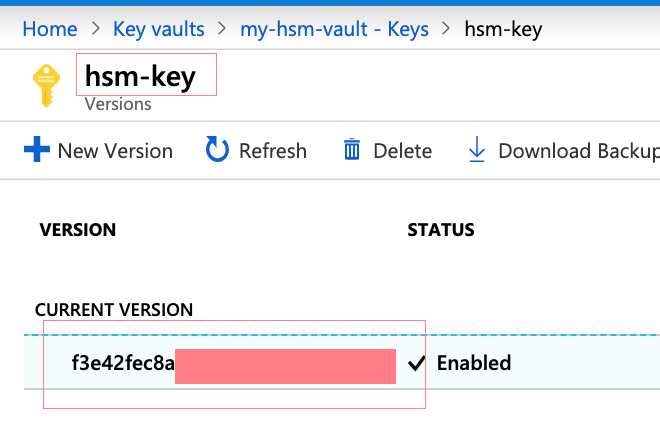 Home > Key vaults > my-hsm-vault - Keys > hsm-key
hsm-key
Versions
New Version Refresh Delete Download Backup
VERSION STATUS
CURRENT VERSION
f3e42fec8a Enabled